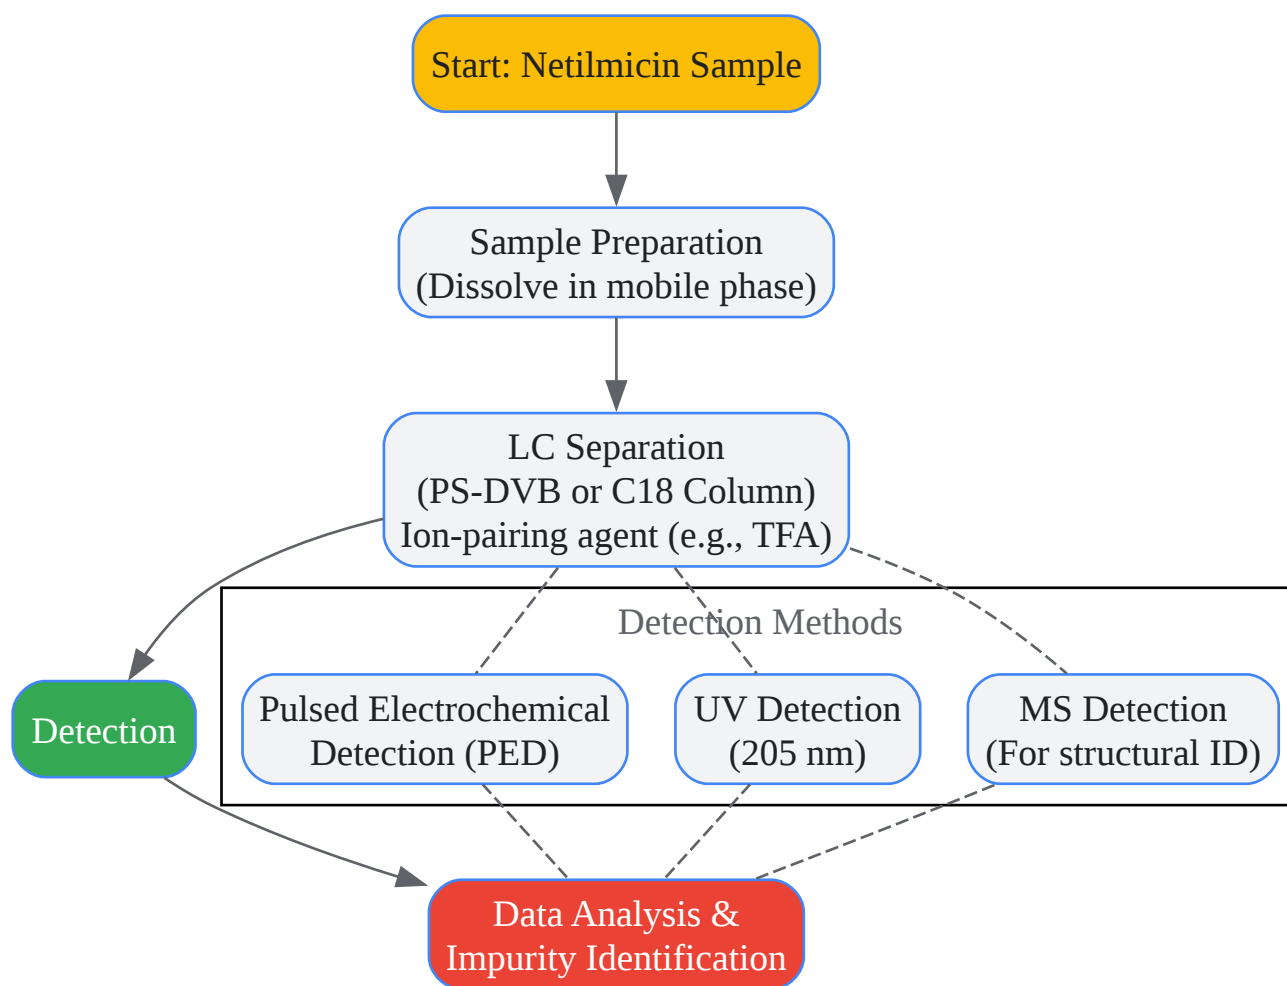 Start: Netilmicin Sample
Sample Preparation
(Dissolve in mobile phase)
LC Separation
(PS-DVB or C18 Column)
Ion-pairing agent (e.g., TFA)
Detection Methods
Detection
Pulsed Electrochemical
Detection (PED)
UV Detection
(205 nm)
MS Detection
(For structural ID)
Data Analysis &
Impurity Identification